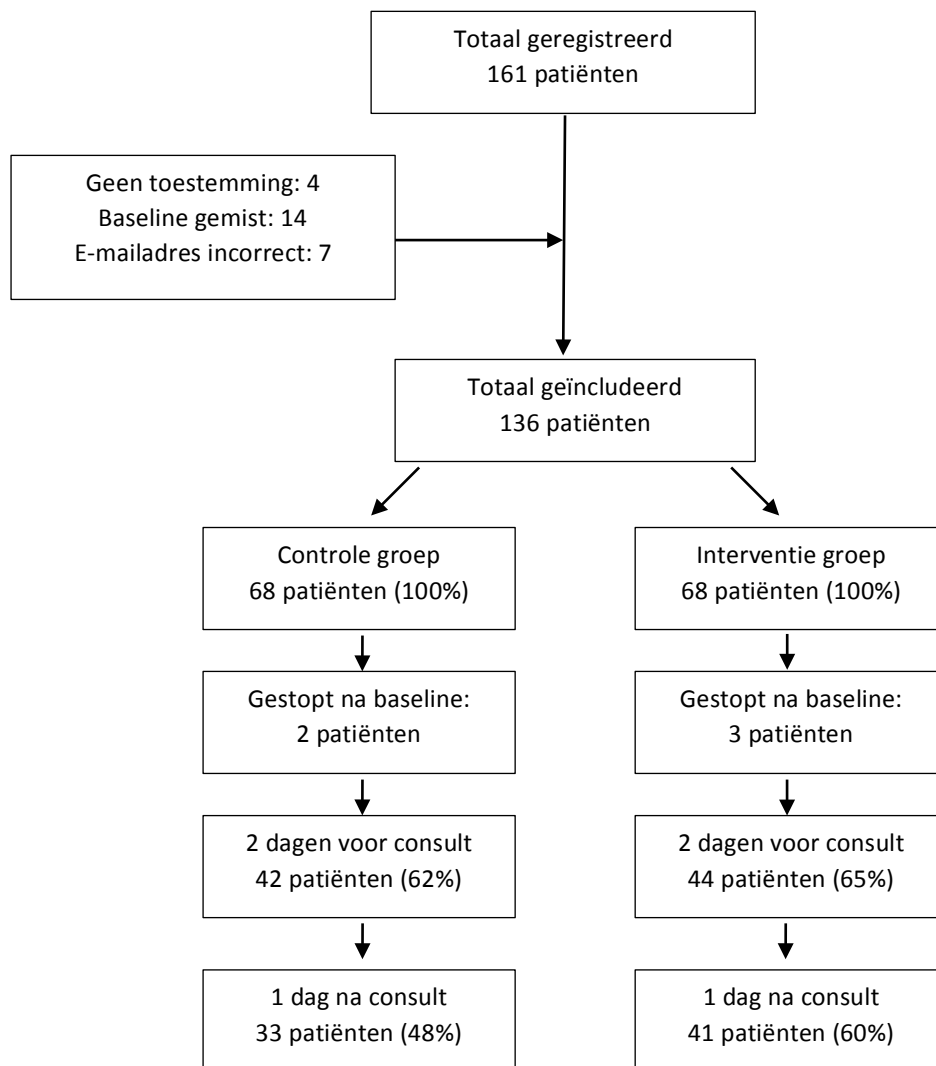 Totaal geregistreerd
161 patiënten
Geen toestemming: 4
Baseline gemist: 14
E-mailadres incorrect: 7
Totaal geïncludeerd
136 patiënten
Controle groep
68 patiënten (100%)
Interventie groep
68 patiënten (100%)
Gestopt na baseline:
2 patiënten
Gestopt na baseline:
3 patiënten
2 dagen voor consult
42 patiënten (62%)
2 dagen voor consult
44 patiënten (65%)
1 dag na consult
33 patiënten (48%)
1 dag na consult
41 patiënten (60%)